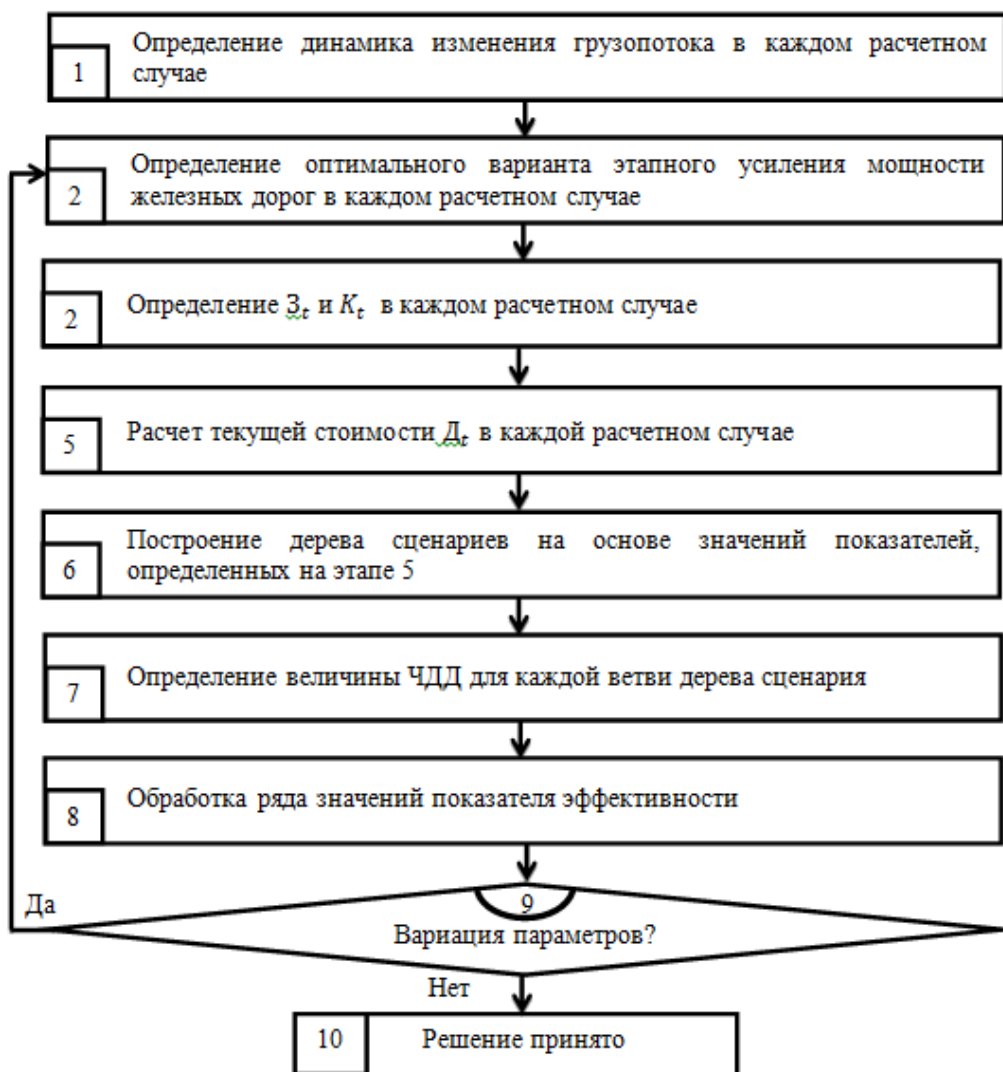 Определение динамика изменения грузопотока в каждом расчетном
случае
1
Определение оптимального варианта этапного усиления мощности
железных дорог в каждом расчетном случае
2
Определение З_t и K_t в каждом расчетном случае
2
Расчет текущей стоимости Д_t в каждой расчетном случае
5
Построение дерева сценариев на основе значений показателей,
определенных на этапе 5
6
Определение величины ЧДД для каждой ветви дерева сценария
7
Обработка ряда значений показателя эффективности
8
Да
9
Вариация параметров?
Нет
10
Решение принято